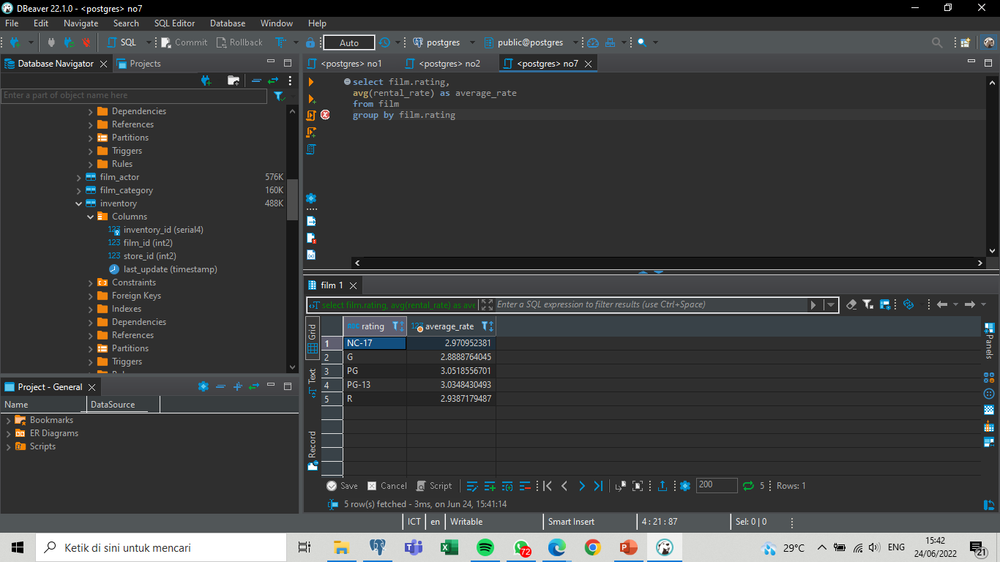 DBeaver 22.1.0 - <postgres> no7
File Edit Navigate Search SQL Editor Database Window Help
SQL Commit Rollback Auto postgres public@postgres
Database Navigator Projects
<postgres> no1 <postgres> no2 <postgres> no7
Enter a part of object name here
Dependencies
References
Partitions
Triggers
Rules
film_actor 576K
film_category 160K
inventory 488K
Columns
inventory_id (serial4)
film_id (int2)
store_id (int2)
last_update (timestamp)
Constraints
Foreign Keys
Indexes
Dependencies
References
Partitions
Triggers
Rules
select film.rating,
avg(rental_rate) as average_rate
from film
group by film.rating
film 1
select film.rating, avg(rental_rate) as ave
Enter a SQL expression to filter results (use Ctrl+Space)
Grid
Text
Record
Panels
rating average_rate
1 NC-17 2.970952381
2 G 2.8888764045
3 PG 3.0518556701
4 PG-13 3.0348430493
5 R 2.9387179487
Save Cancel Script 200 5 Rows: 1
5 row(s) fetched - 3ms, on Jun 24, 15:41:14
Project - General
Name DataSource
Bookmarks
ER Diagrams
Scripts
ICT en Writable Smart Insert 4 : 21 : 87 Sel: 0 | 0
Ketik di sini untuk mencari
72
29°C ENG 15:42
24/06/2022
21